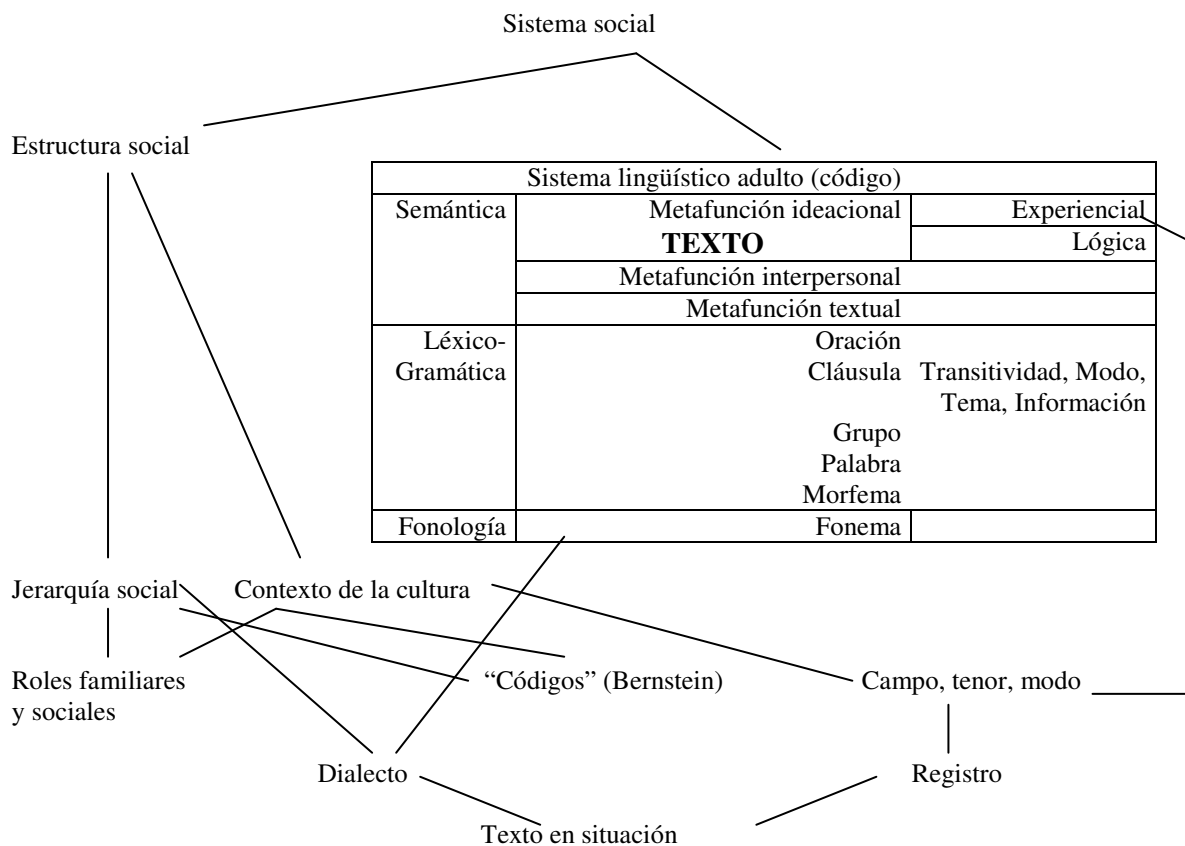 Sistema social
Estructura social
Sistema lingüístico adulto (código)
Semántica Metafunción ideacional Experiencial
TEXTO Lógica
Metafunción interpersonal
Metafunción textual
Léxico- Oración
Gramática Cláusula Transitividad, Modo,
Tema, Información
Grupo
Palabra
Morfema
Fonología Fonema
Jerarquía social Contexto de la cultura
Roles familiares “Códigos” (Bernstein) Campo, tenor, modo
y sociales
Dialecto Registro
Texto en situación